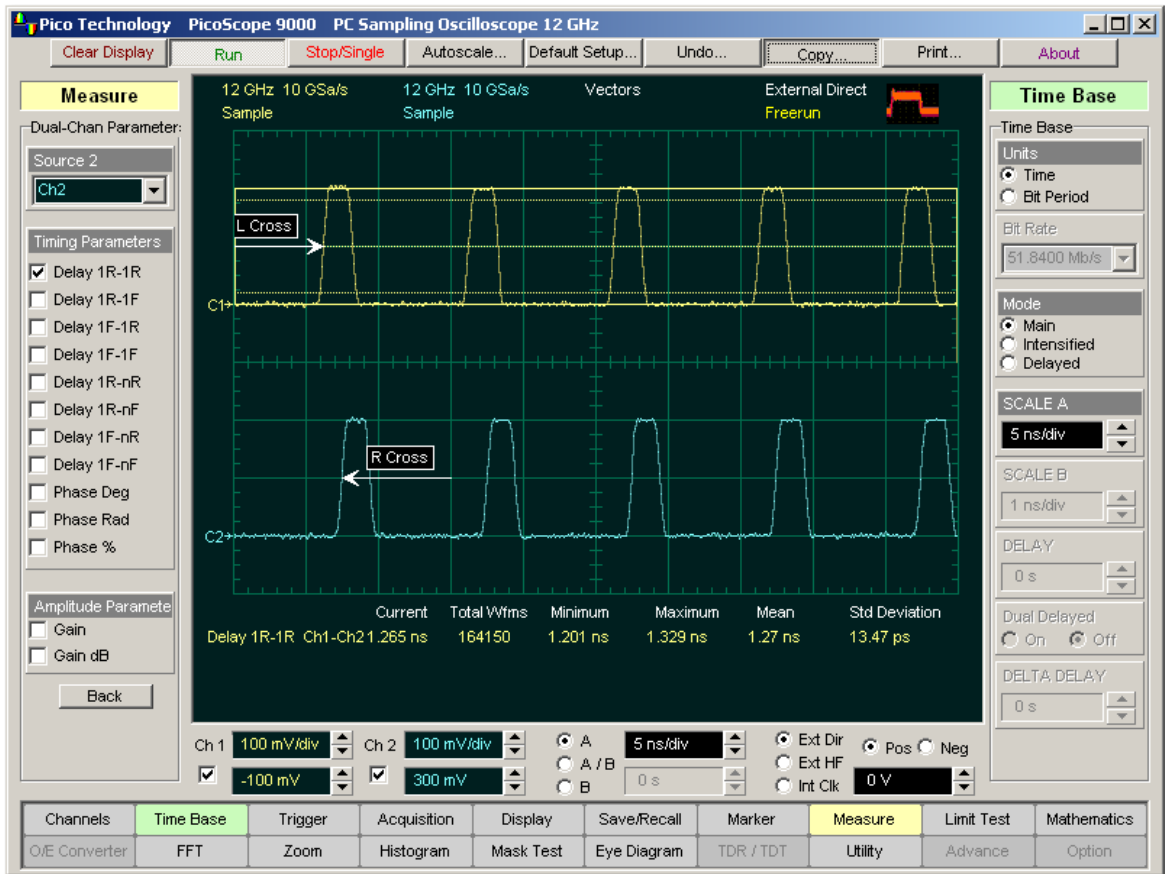 Pico Technology PicoScope 9000 PC Sampling Oscilloscope 12 GHz
Clear Display Run Stop/Single Autoscale... Default Setup... Undo... Copy... Print... About
Measure
Dual-Chan Parameter:
Source 2
Ch2
Timing Parameters
Delay 1R-1R
Delay 1R-1F
Delay 1F-1R
Delay 1F-1F
Delay 1R-nR
Delay 1R-nF
Delay 1F-nR
Delay 1F-nF
Phase Deg
Phase Rad
Phase %
Amplitude Paramete
Gain
Gain dB
Back
12 GHz 10 GSa/s 12 GHz 10 GSa/s Vectors External Direct
Sample Sample Freerun
L Cross
C1
R Cross
C2
Current Total Wfms Minimum Maximum Mean Std Deviation
Delay 1R-1R Ch1-Ch2 1.265 ns 164150 1.201 ns 1.329 ns 1.27 ns 13.47 ps
Time Base
Time Base
Units
Time
Bit Period
Bit Rate
51.8400 Mb/s
Mode
Main
Intensified
Delayed
SCALE A
5 ns/div
SCALE B
1 ns/div
DELAY
0 s
Dual Delayed
On Off
DELTA DELAY
0 s
Ch 1 100 mV/div Ch 2 100 mV/div A 5 ns/div Ext Dir Pos Neg
A / B Ext HF
-100 mV 300 mV B 0 s Int Clk 0 V
Channels Time Base Trigger Acquisition Display Save/Recall Marker Measure Limit Test Mathematics
O/E Converter FFT Zoom Histogram Mask Test Eye Diagram TDR / TDT Utility Advance Option